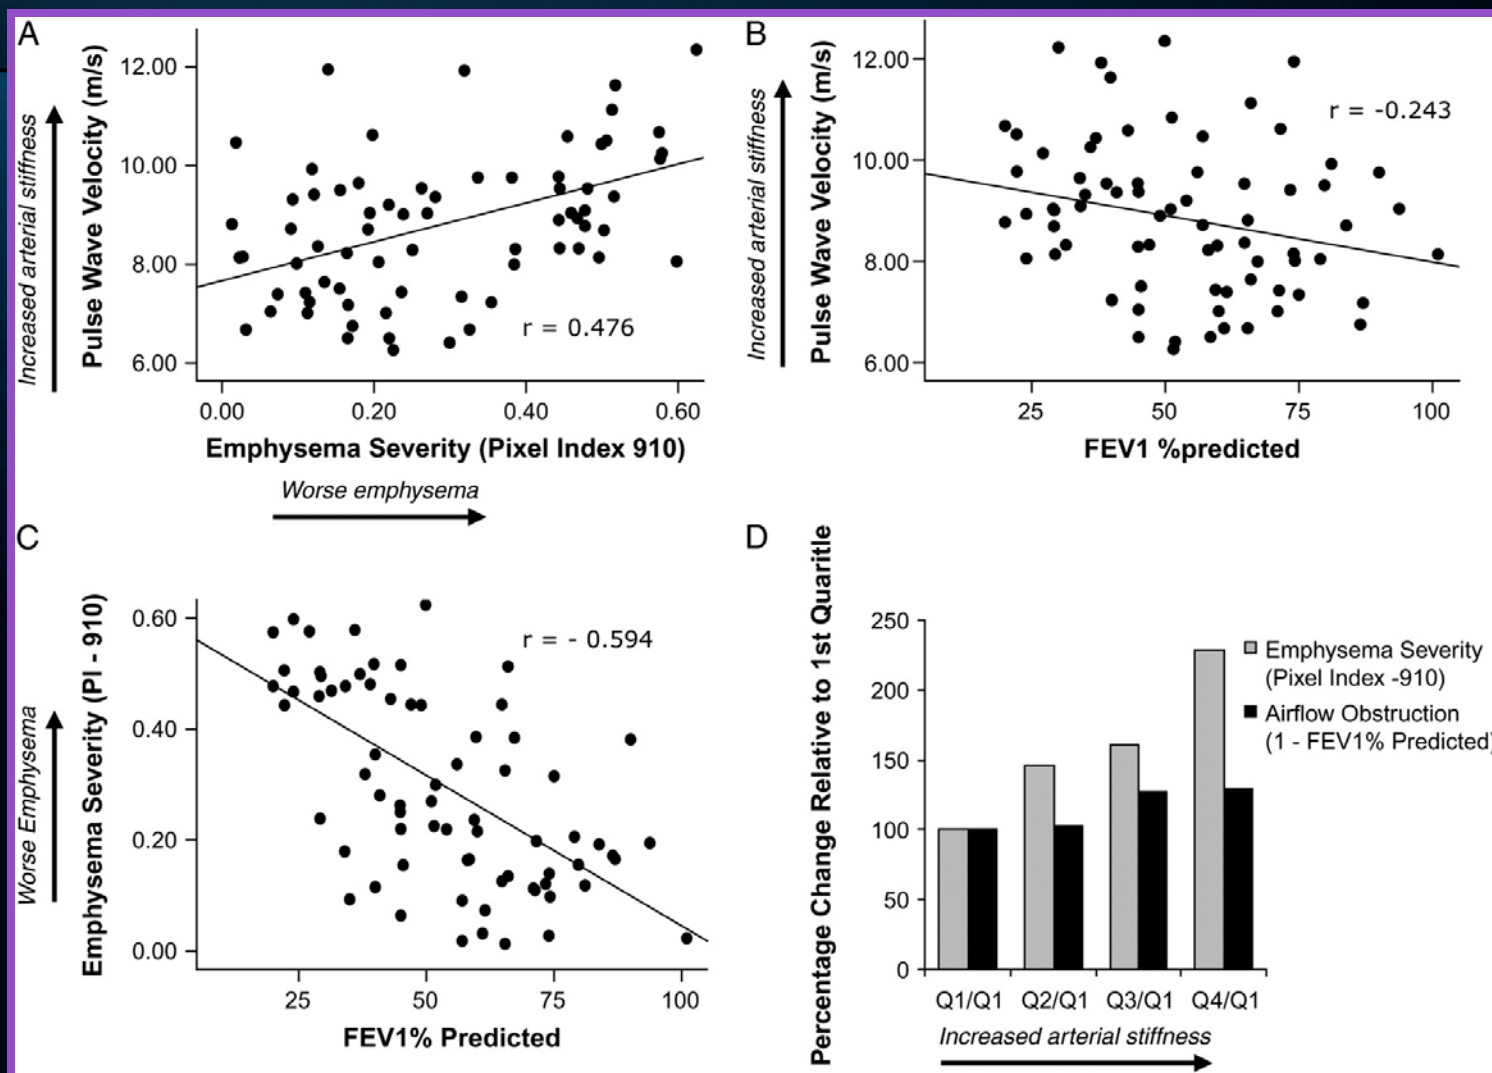 A
Increased arterial stiffness
Pulse Wave Velocity (m/s)
12.00
10.00
8.00
6.00
r = 0.476
0.00 0.20 0.40 0.60
Emphysema Severity (Pixel Index 910)
Worse emphysema
B
Increased arterial stiffness
Pulse Wave Velocity (m/s)
12.00
10.00
8.00
6.00
r = -0.243
25 50 75 100
FEV1 %predicted
C
Worse Emphysema
Emphysema Severity (PI - 910)
0.60
0.40
0.20
0.00
r = - 0.594
25 50 75 100
FEV1% Predicted
D
Percentage Change Relative to 1st Quaritle
250
200
150
100
50
0
Emphysema Severity
(Pixel Index -910)
Airflow Obstruction
(1 - FEV1% Predicted)
Q1/Q1 Q2/Q1 Q3/Q1 Q4/Q1
Increased arterial stiffness